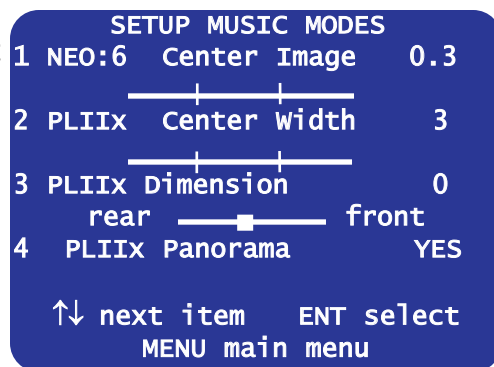 SETUP MUSIC MODES
1 NEO:6 Center Image 0.3
2 PLIIx Center Width 3
3 PLIIx Dimension 0
rear front
4 PLIIx Panorama YES
↑↓ next item ENT select
MENU main menu